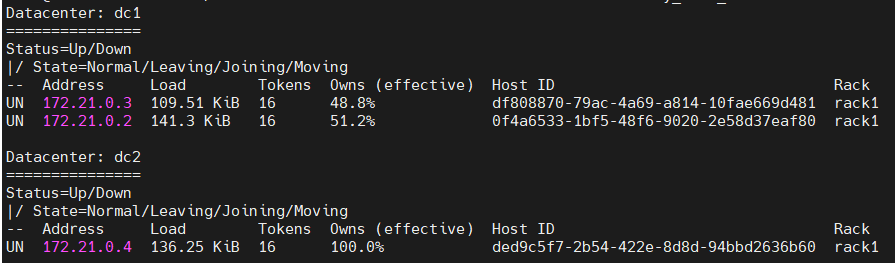 Datacenter: dc1
===============
Status=Up/Down
|/ State=Normal/Leaving/Joining/Moving
--  Address     Load        Tokens  Owns (effective)  Host ID                               Rack
UN  172.21.0.3  109.51 KiB  16      48.8%             df808870-79ac-4a69-a814-10fae669d481  rack1
UN  172.21.0.2  141.3 KiB   16      51.2%             0f4a6533-1bf5-48f6-9020-2e58d37eaf80  rack1

Datacenter: dc2
===============
Status=Up/Down
|/ State=Normal/Leaving/Joining/Moving
--  Address     Load        Tokens  Owns (effective)  Host ID                               Rack
UN  172.21.0.4  136.25 KiB  16      100.0%            ded9c5f7-2b54-422e-8d8d-94bbd2636b60  rack1